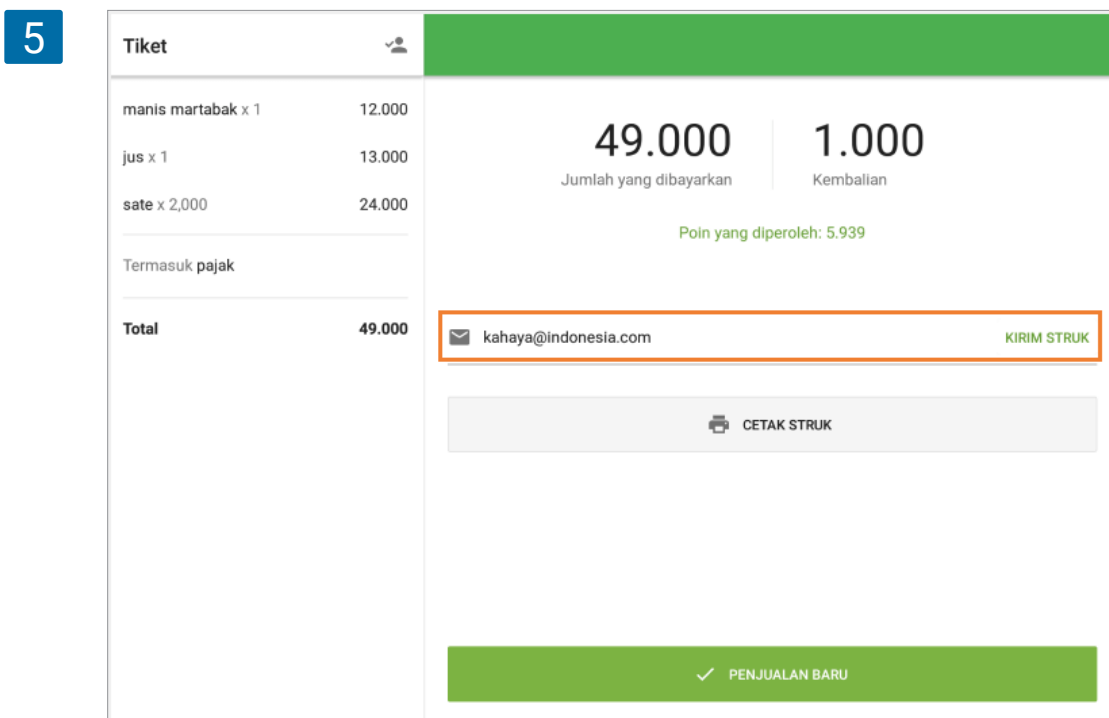 5
Tiket
manis martabak x 1 12.000
jus x 1 13.000
sate x 2,000 24.000
Termasuk pajak
Total 49.000
49.000 1.000
Jumlah yang dibayarkan Kembalian
Poin yang diperoleh: 5.939
kahaya@indonesia.com KIRIM STRUK
CETAK STRUK
PENJUALAN BARU